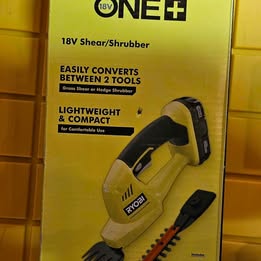 18V ONE+
18V Shear/Shrubber
EASILY CONVERTS
BETWEEN 2 TOOLS
Grass Shear or Hedge Shrubber
LIGHTWEIGHT
& COMPACT
for Comfortable Use
RYOBI